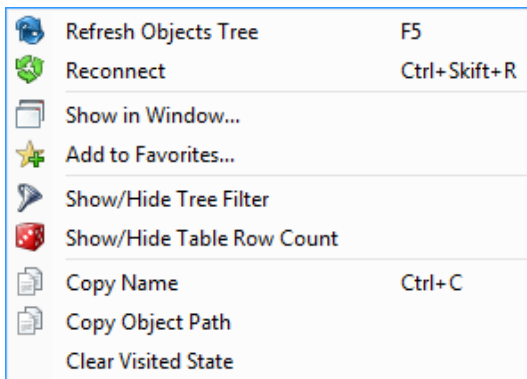 Refresh Objects Tree F5
Reconnect Ctrl+Skift+R
Show in Window...
Add to Favorites...
Show/Hide Tree Filter
Show/Hide Table Row Count
Copy Name Ctrl+C
Copy Object Path
Clear Visited State